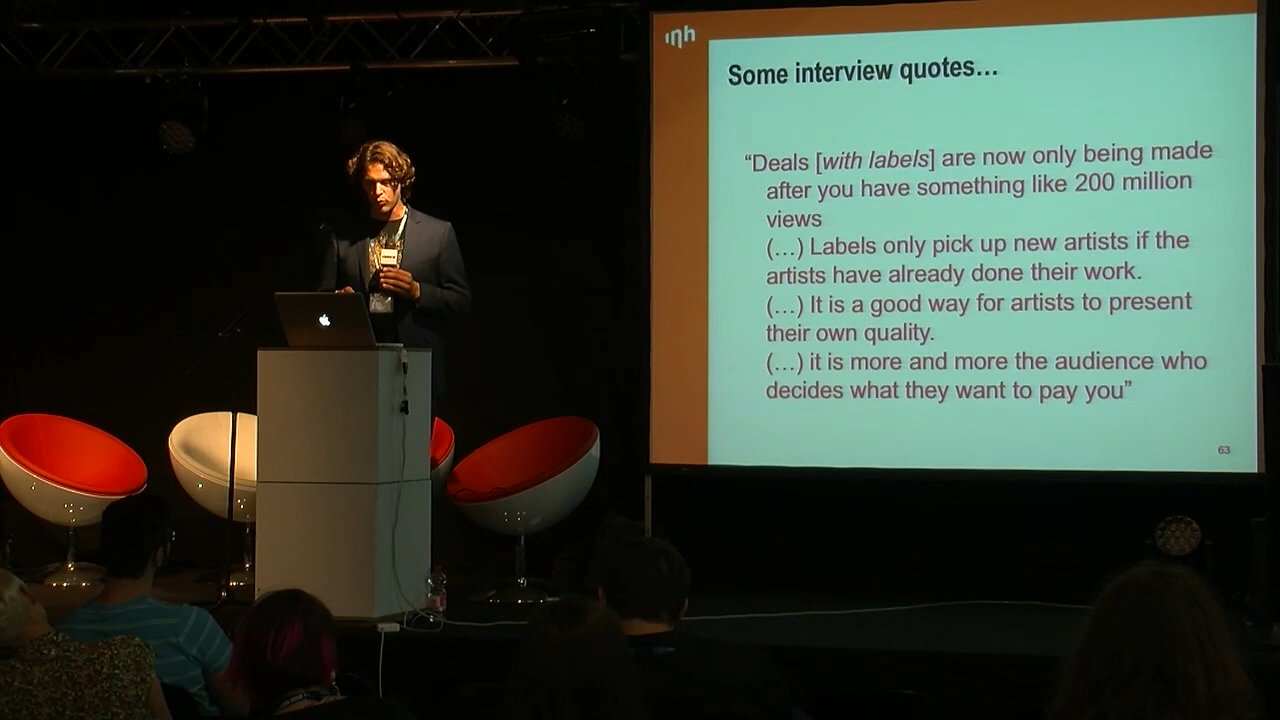 ınh
Some interview quotes…
“Deals [with labels] are now only being made
after you have something like 200 million
views
(…) Labels only pick up new artists if the
artists have already done their work.
(…) It is a good way for artists to present
their own quality.
(…) it is more and more the audience who
decides what they want to pay you”
63